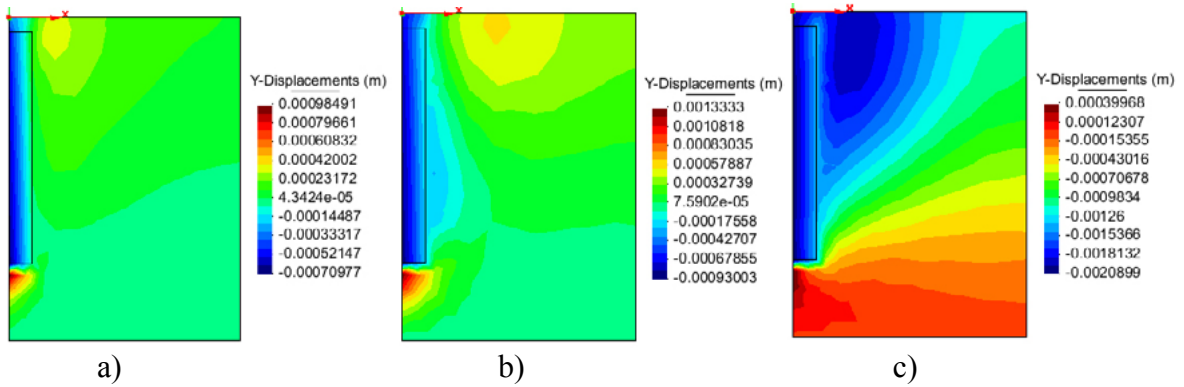 x
Y-Displacements (m)
0.00098491
0.00079661
0.00060832
0.00042002
0.00023172
4.3424e-05
-0.00014487
-0.00033317
-0.00052147
-0.00070977
a)
x
Y-Displacements (m)
0.0013333
0.0010818
0.00083035
0.00057887
0.00032739
7.5902e-05
-0.00017558
-0.00042707
-0.00067855
-0.00093003
b)
x
Y-Displacements (m)
0.00039968
0.00012307
-0.00015355
-0.00043016
-0.00070678
-0.0009834
-0.00126
-0.0015366
-0.0018132
-0.0020899
c)